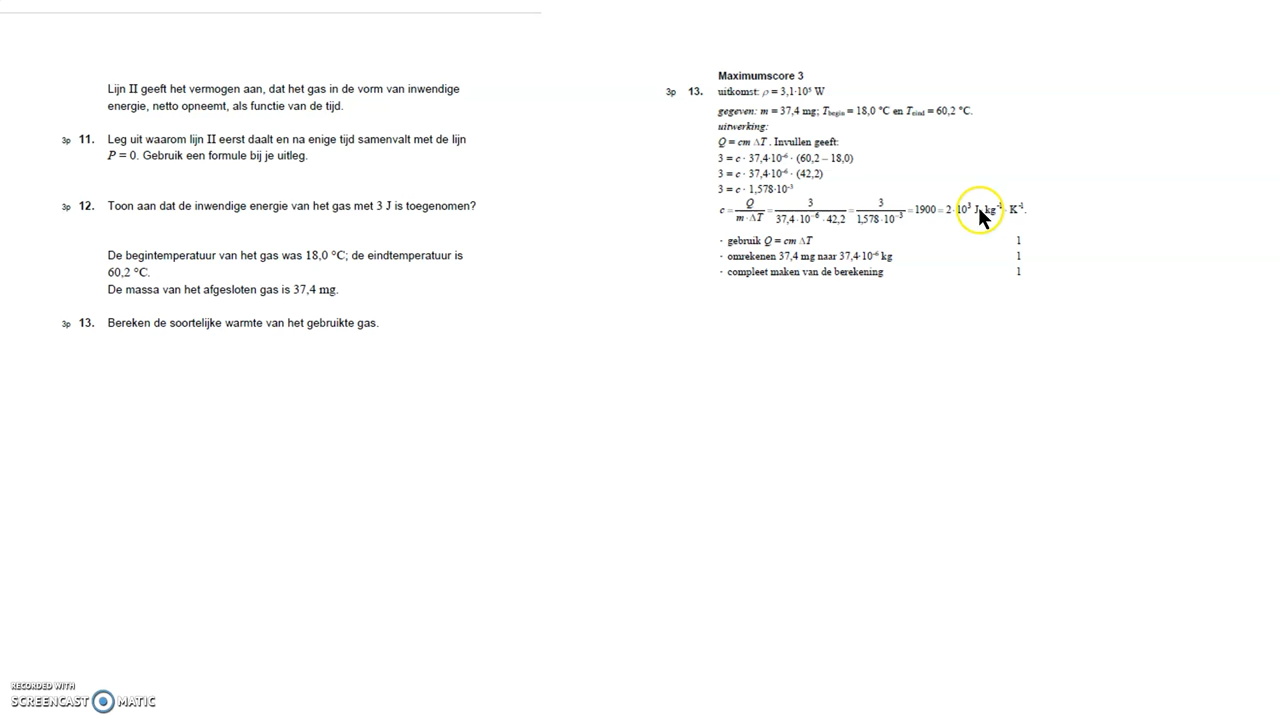 Lijn II geeft het vermogen aan, dat het gas in de vorm van inwendige
energie, netto opneemt, als functie van de tijd.
3p 11. Leg uit waarom lijn II eerst daalt en na enige tijd samenvalt met de lijn
P = 0. Gebruik een formule bij je uitleg.
3p 12. Toon aan dat de inwendige energie van het gas met 3 J is toegenomen?
De begintemperatuur van het gas was 18,0 °C; de eindtemperatuur is
60,2 °C.
De massa van het afgesloten gas is 37,4 mg.
3p 13. Bereken de soortelijke warmte van het gebruikte gas.
Maximumscore 3
3p 13. uitkomst: ρ = 3,1·10⁵ W
gegeven: m = 37,4 mg; T_begin = 18,0 °C en T_eind = 60,2 °C.
uitwerking:
Q = cm ΔT. Invullen geeft:
3 = c · 37,4·10⁻⁶ · (60,2 – 18,0)
3 = c · 37,4·10⁻⁶ · (42,2)
3 = c · 1,578·10⁻³
c = Q / (m · ΔT) = 3 / (37,4 · 10⁻⁶ · 42,2) = 3 / (1,578 · 10⁻³) = 1900 = 2 · 10³ J · kg⁻¹ · K⁻¹.
· gebruik Q = cm ΔT 1
· omrekenen 37,4 mg naar 37,4·10⁻⁶ kg 1
· compleet maken van de berekening 1
RECORDED WITH
SCREENCAST MATIC